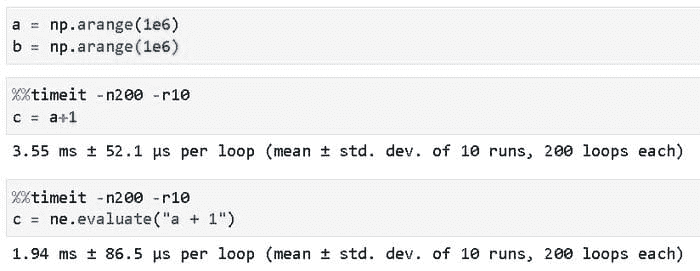 a = np.arange(1e6)
b = np.arange(1e6)
%%timeit -n200 -r10
c = a+1
3.55 ms ± 52.1 µs per loop (mean ± std. dev. of 10 runs, 200 loops each)
%%timeit -n200 -r10
c = ne.evaluate("a + 1")
1.94 ms ± 86.5 µs per loop (mean ± std. dev. of 10 runs, 200 loops each)